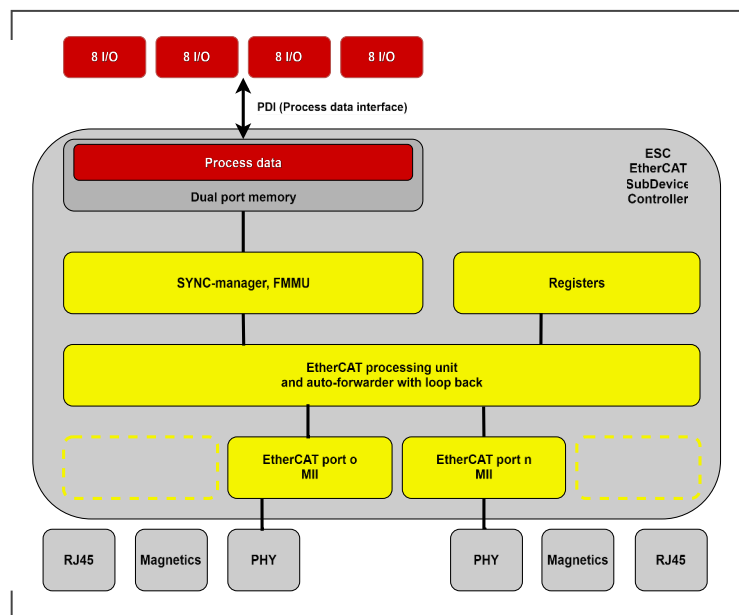 8 I/O 8 I/O 8 I/O 8 I/O
PDI (Process data interface)
Process data
Dual port memory
ESC
EtherCAT
SubDevice
Controller
SYNC-manager, FMMU
Registers
EtherCAT processing unit
and auto-forwarder with loop back
EtherCAT port o
MII
EtherCAT port n
MII
RJ45 Magnetics PHY PHY Magnetics RJ45